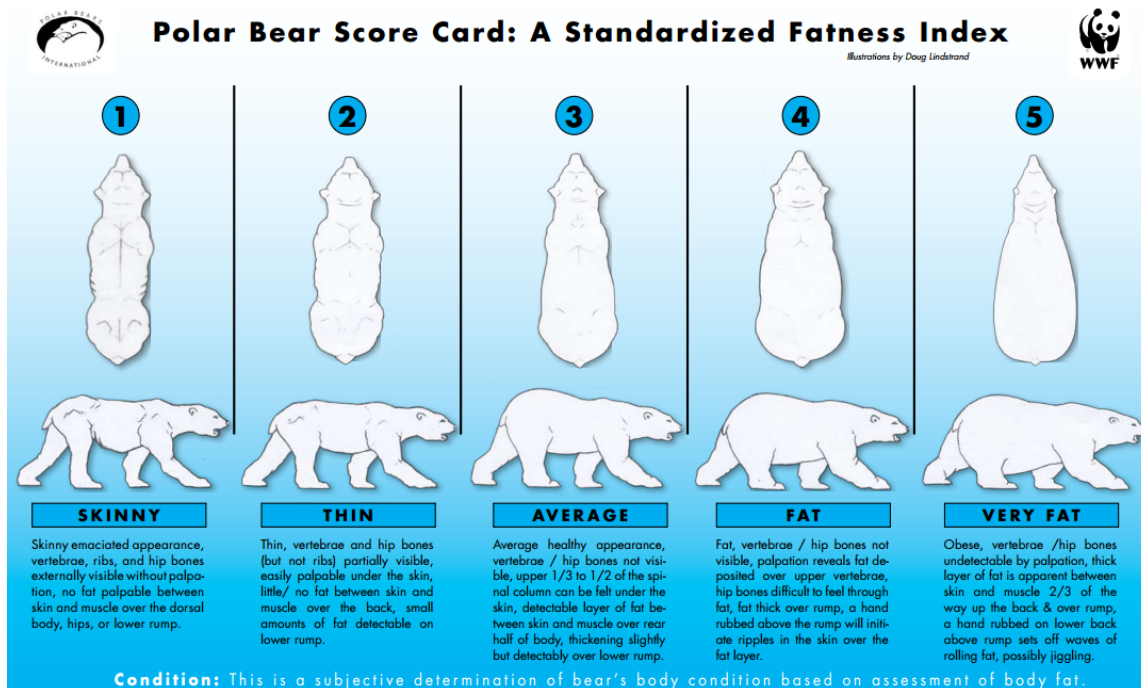 POLAR BEARS
INTERNATIONAL
Polar Bear Score Card: A Standardized Fatness Index
Illustrations by Doug Lindstrand
WWF
1
2
3
4
5
SKINNY
Skinny emaciated appearance,
vertebrae, ribs, and hip bones
externally visible without palpa-
tion, no fat palpable between
skin and muscle over the dorsal
body, hips, or lower rump.
THIN
Thin, vertebrae and hip bones
(but not ribs) partially visible,
easily palpable under the skin,
little/ no fat between skin and
muscle over the back, small
amounts of fat detectable on
lower rump.
AVERAGE
Average healthy appearance,
vertebrae / hip bones not visi-
ble, upper 1/3 to 1/2 of the spi-
nal column can be felt under the
skin, detectable layer of fat be-
tween skin and muscle over rear
half of body, thickening slightly
but detectably over lower rump.
FAT
Fat, vertebrae / hip bones not
visible, palpation reveals fat de-
posited over upper vertebrae,
hip bones difficult to feel through
fat, fat thick over rump, a hand
rubbed above the rump will initi-
ate ripples in the skin over the
fat layer.
VERY FAT
Obese, vertebrae /hip bones
undetectable by palpation, thick
layer of fat is apparent between
skin and muscle 2/3 of the
way up the back & over rump,
a hand rubbed on lower back
above rump sets off waves of
rolling fat, possibly jiggling.
Condition: This is a subjective determination of bear's body condition based on assessment of body fat.